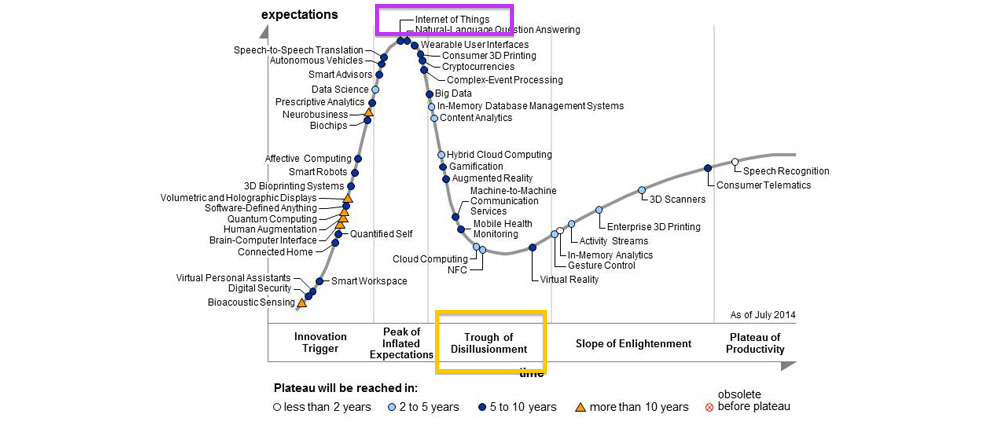 expectations
Internet of Things
Natural-Language Question Answering
Wearable User Interfaces
Speech-to-Speech Translation
Consumer 3D Printing
Autonomous Vehicles
Cryptocurrencies
Smart Advisors
Complex-Event Processing
Data Science
Big Data
Prescriptive Analytics
In-Memory Database Management Systems
Neurobusiness
Content Analytics
Biochips
Hybrid Cloud Computing
Affective Computing
Gamification
Smart Robots
Augmented Reality
3D Bioprinting Systems
Machine-to-Machine
Communication
Services
Volumetric and Holographic Displays
Software-Defined Anything
Quantum Computing
Mobile Health
Monitoring
Human Augmentation
Quantified Self
Brain-Computer Interface
Connected Home
Cloud Computing
NFC
Virtual Personal Assistants
Smart Workspace
Digital Security
Bioacoustic Sensing
Speech Recognition
Consumer Telematics
3D Scanners
Enterprise 3D Printing
Activity Streams
In-Memory Analytics
Gesture Control
Virtual Reality
As of July 2014
Innovation
Trigger
Peak of
Inflated
Expectations
Trough of
Disillusionment
Slope of Enlightenment
Plateau of
Productivity
time
Plateau will be reached in:
less than 2 years
2 to 5 years
5 to 10 years
more than 10 years
obsolete
before plateau